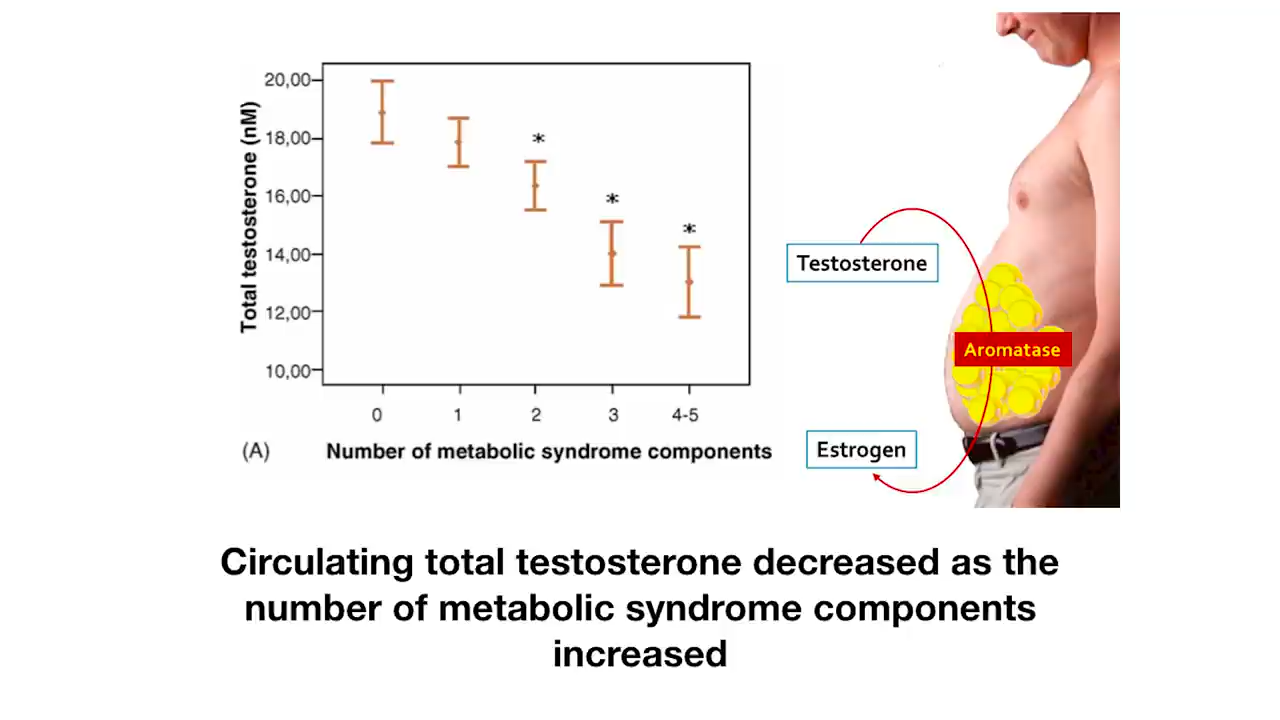 Total testosterone (nM)
20,00
18,00
16,00
14,00
12,00
10,00
*
*
*
0 1 2 3 4-5
(A) Number of metabolic syndrome components
Testosterone
Aromatase
Estrogen
Circulating total testosterone decreased as the
number of metabolic syndrome components
increased